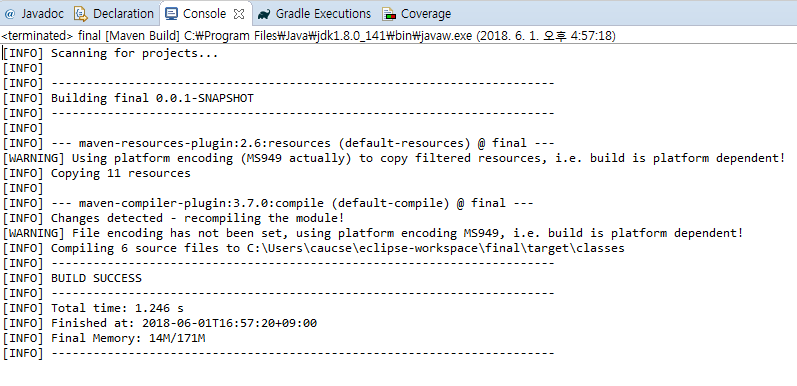 @ Javadoc Declaration Console Gradle Executions Coverage
<terminated> final [Maven Build] C:₩Program Files₩Java₩jdk1.8.0_141₩bin₩javaw.exe (2018. 6. 1. 오후 4:57:18)
[INFO] Scanning for projects...
[INFO]
[INFO] ------------------------------------------------------------------------
[INFO] Building final 0.0.1-SNAPSHOT
[INFO] ------------------------------------------------------------------------
[INFO]
[INFO] --- maven-resources-plugin:2.6:resources (default-resources) @ final ---
[WARNING] Using platform encoding (MS949 actually) to copy filtered resources, i.e. build is platform dependent!
[INFO] Copying 11 resources
[INFO]
[INFO] --- maven-compiler-plugin:3.7.0:compile (default-compile) @ final ---
[INFO] Changes detected - recompiling the module!
[WARNING] File encoding has not been set, using platform encoding MS949, i.e. build is platform dependent!
[INFO] Compiling 6 source files to C:\Users\caucse\eclipse-workspace\final\target\classes
[INFO] ------------------------------------------------------------------------
[INFO] BUILD SUCCESS
[INFO] ------------------------------------------------------------------------
[INFO] Total time: 1.246 s
[INFO] Finished at: 2018-06-01T16:57:20+09:00
[INFO] Final Memory: 14M/171M
[INFO] ------------------------------------------------------------------------